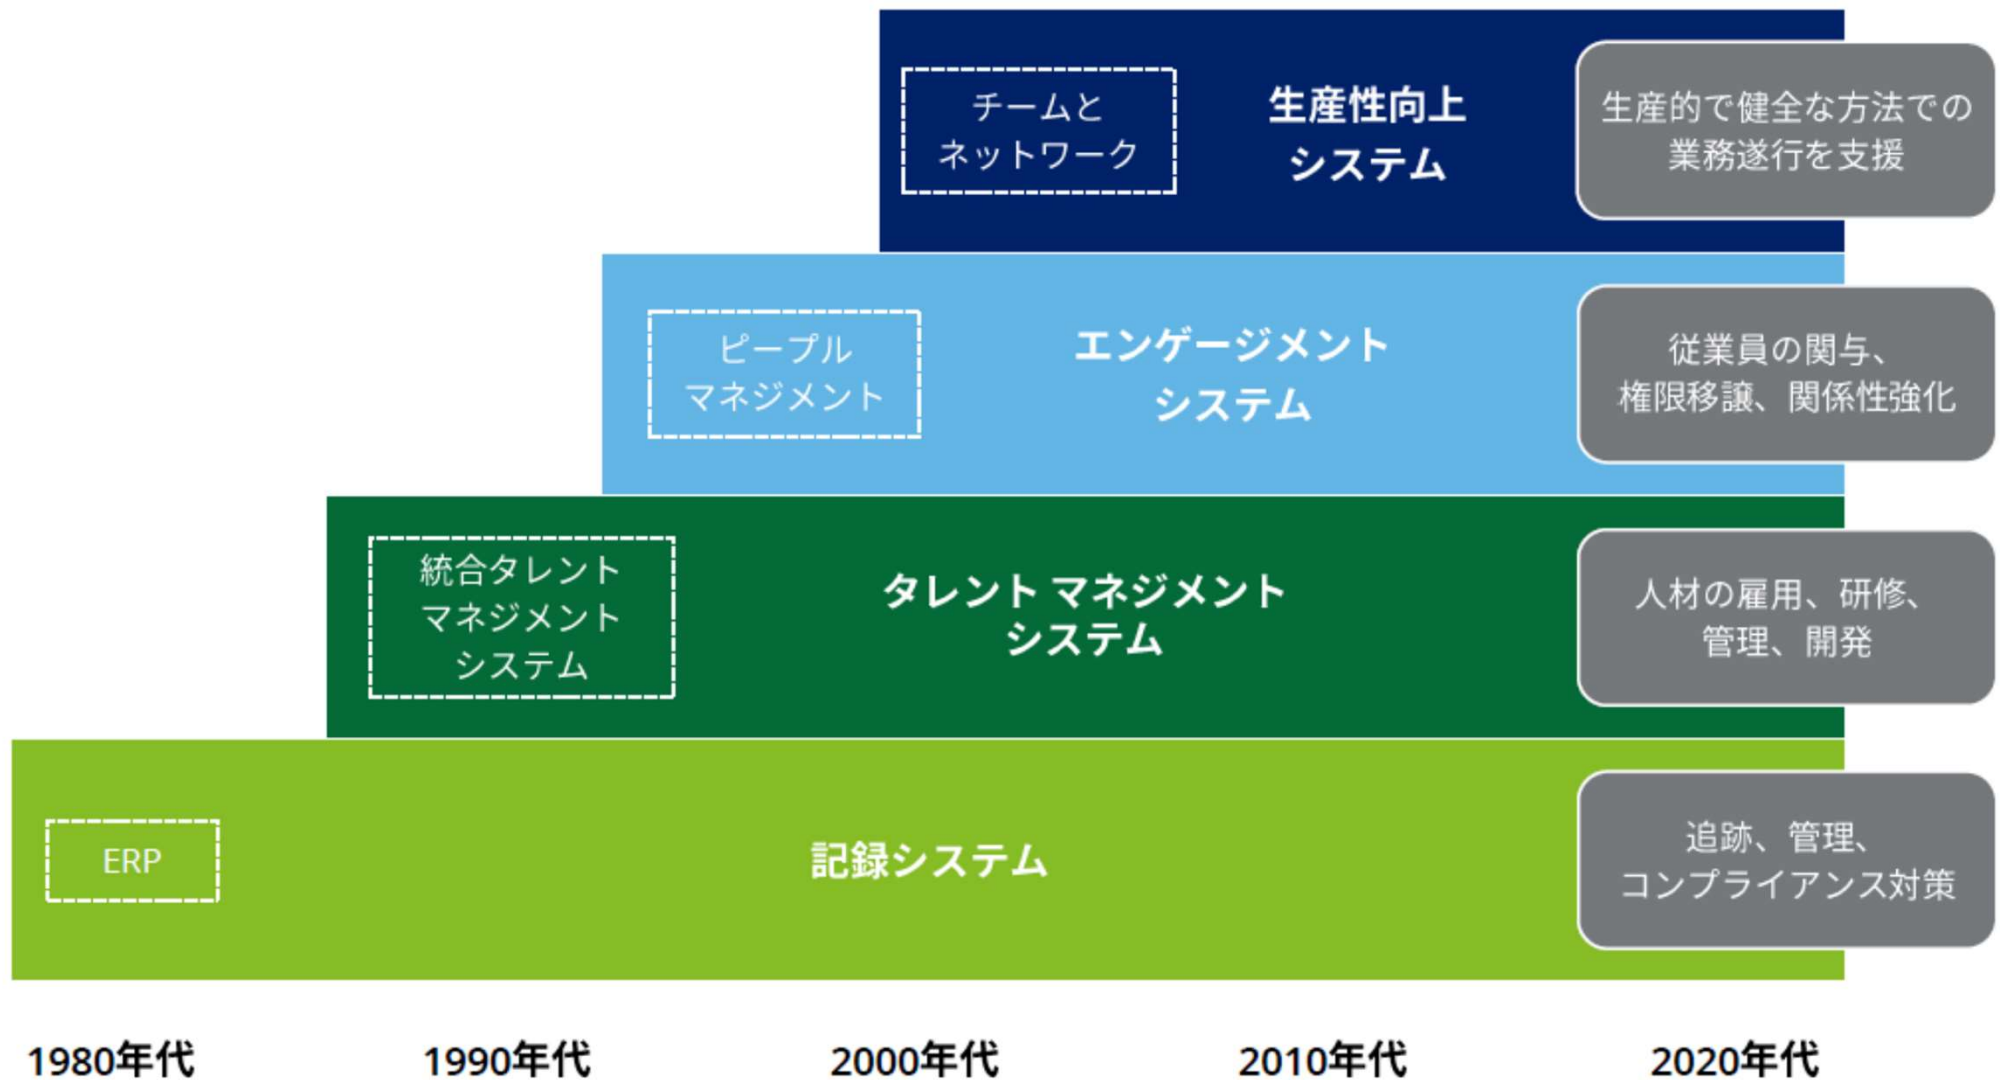 チームと
ネットワーク
生産性向上
システム
生産的で健全な方法での
業務遂行を支援
ピープル
マネジメント
エンゲージメント
システム
従業員の関与、
権限移譲、関係性強化
統合タレント
マネジメント
システム
タレント マネジメント
システム
人材の雇用、研修、
管理、開発
ERP
記録システム
追跡、管理、
コンプライアンス対策
1980年代
1990年代
2000年代
2010年代
2020年代